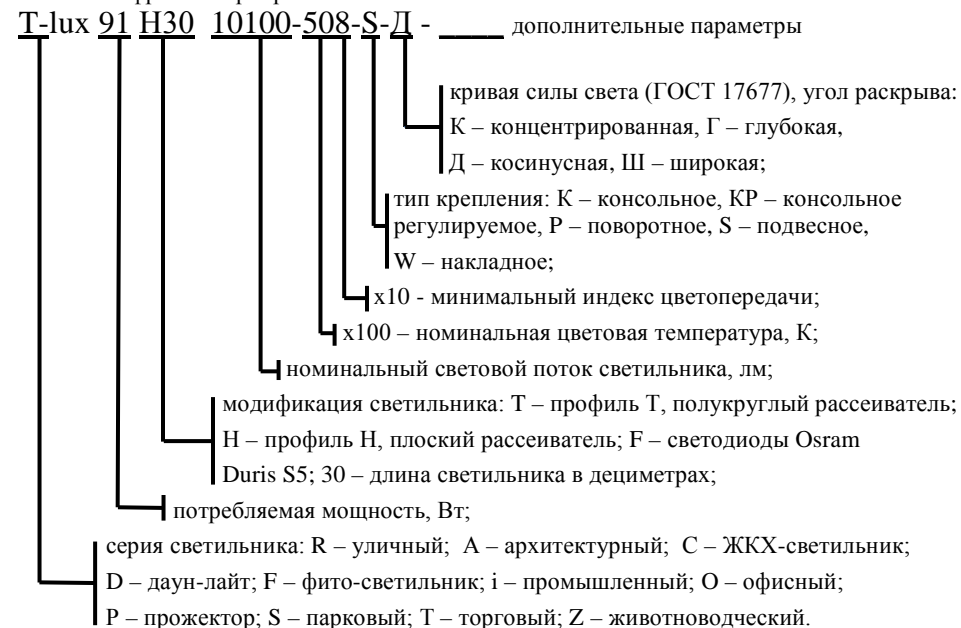 T-lux 91 H30 10100-508-S-Д - ____ дополнительные параметры
кривая силы света (ГОСТ 17677), угол раскрыва:
К – концентрированная, Г – глубокая,
Д – косинусная, Ш – широкая;
тип крепления: К – консольное, КР – консольное
регулируемое, Р – поворотное, S – подвесное,
W – накладное;
x10 - минимальный индекс цветопередачи;
x100 – номинальная цветовая температура, К;
номинальный световой поток светильника, лм;
модификация светильника: Т – профиль Т, полукруглый рассеиватель;
Н – профиль Н, плоский рассеиватель; F – светодиоды Osram
Duris S5; 30 – длина светильника в дециметрах;
потребляемая мощность, Вт;
серия светильника: R – уличный; A – архитектурный; C – ЖКХ-светильник;
D – даун-лайт; F – фито-светильник; i – промышленный; O – офисный;
P – прожектор; S – парковый; T – торговый; Z – животноводческий.